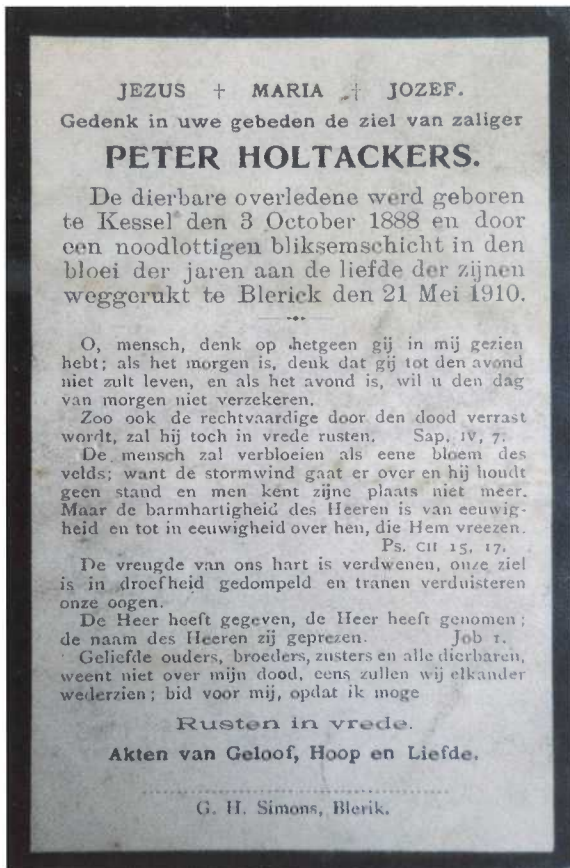 JEZUS † MARIA † JOZEF.
Gedenk in uwe gebeden de ziel van zaliger
PETER HOLTACKERS.
De dierbare overledene werd geboren
te Kessel den 3 October 1888 en door
een noodlottigen bliksemschicht in den
bloei der jaren aan de liefde der zijnen
weggerukt te Blerick den 21 Mei 1910.
O, mensch, denk op hetgeen gij in mij gezien
hebt; als het morgen is, denk dat gij tot den avond
niet zult leven, en als het avond is, wil u den dag
van morgen niet verzekeren.
Zoo ook de rechtvaardige door den dood verrast
wordt, zal hij toch in vrede rusten. Sap. IV, 7.
De mensch zal verbloeien als eene bloem des
velds; want de stormwind gaat er over en hij houdt
geen stand en men kent zijne plaats niet meer.
Maar de barmhartigheid des Heeren is van eeuwig-
heid en tot in eeuwigheid over hen, die Hem vreezen.
Ps. CII 15, 17.
De vreugde van ons hart is verdwenen, onze ziel
is in droefheid gedompeld en tranen verduisteren
onze oogen.
De Heer heeft gegeven, de Heer heeft genomen;
de naam des Heeren zij geprezen. Job 1.
Geliefde ouders, broeders, zusters en alle dierbaren,
weent niet over mijn dood, eens zullen wij elkander
wederzien; bid voor mij, opdat ik moge
Rusten in vrede.
Akten van Geloof, Hoop en Liefde.
G. H. Simons, Blerik.